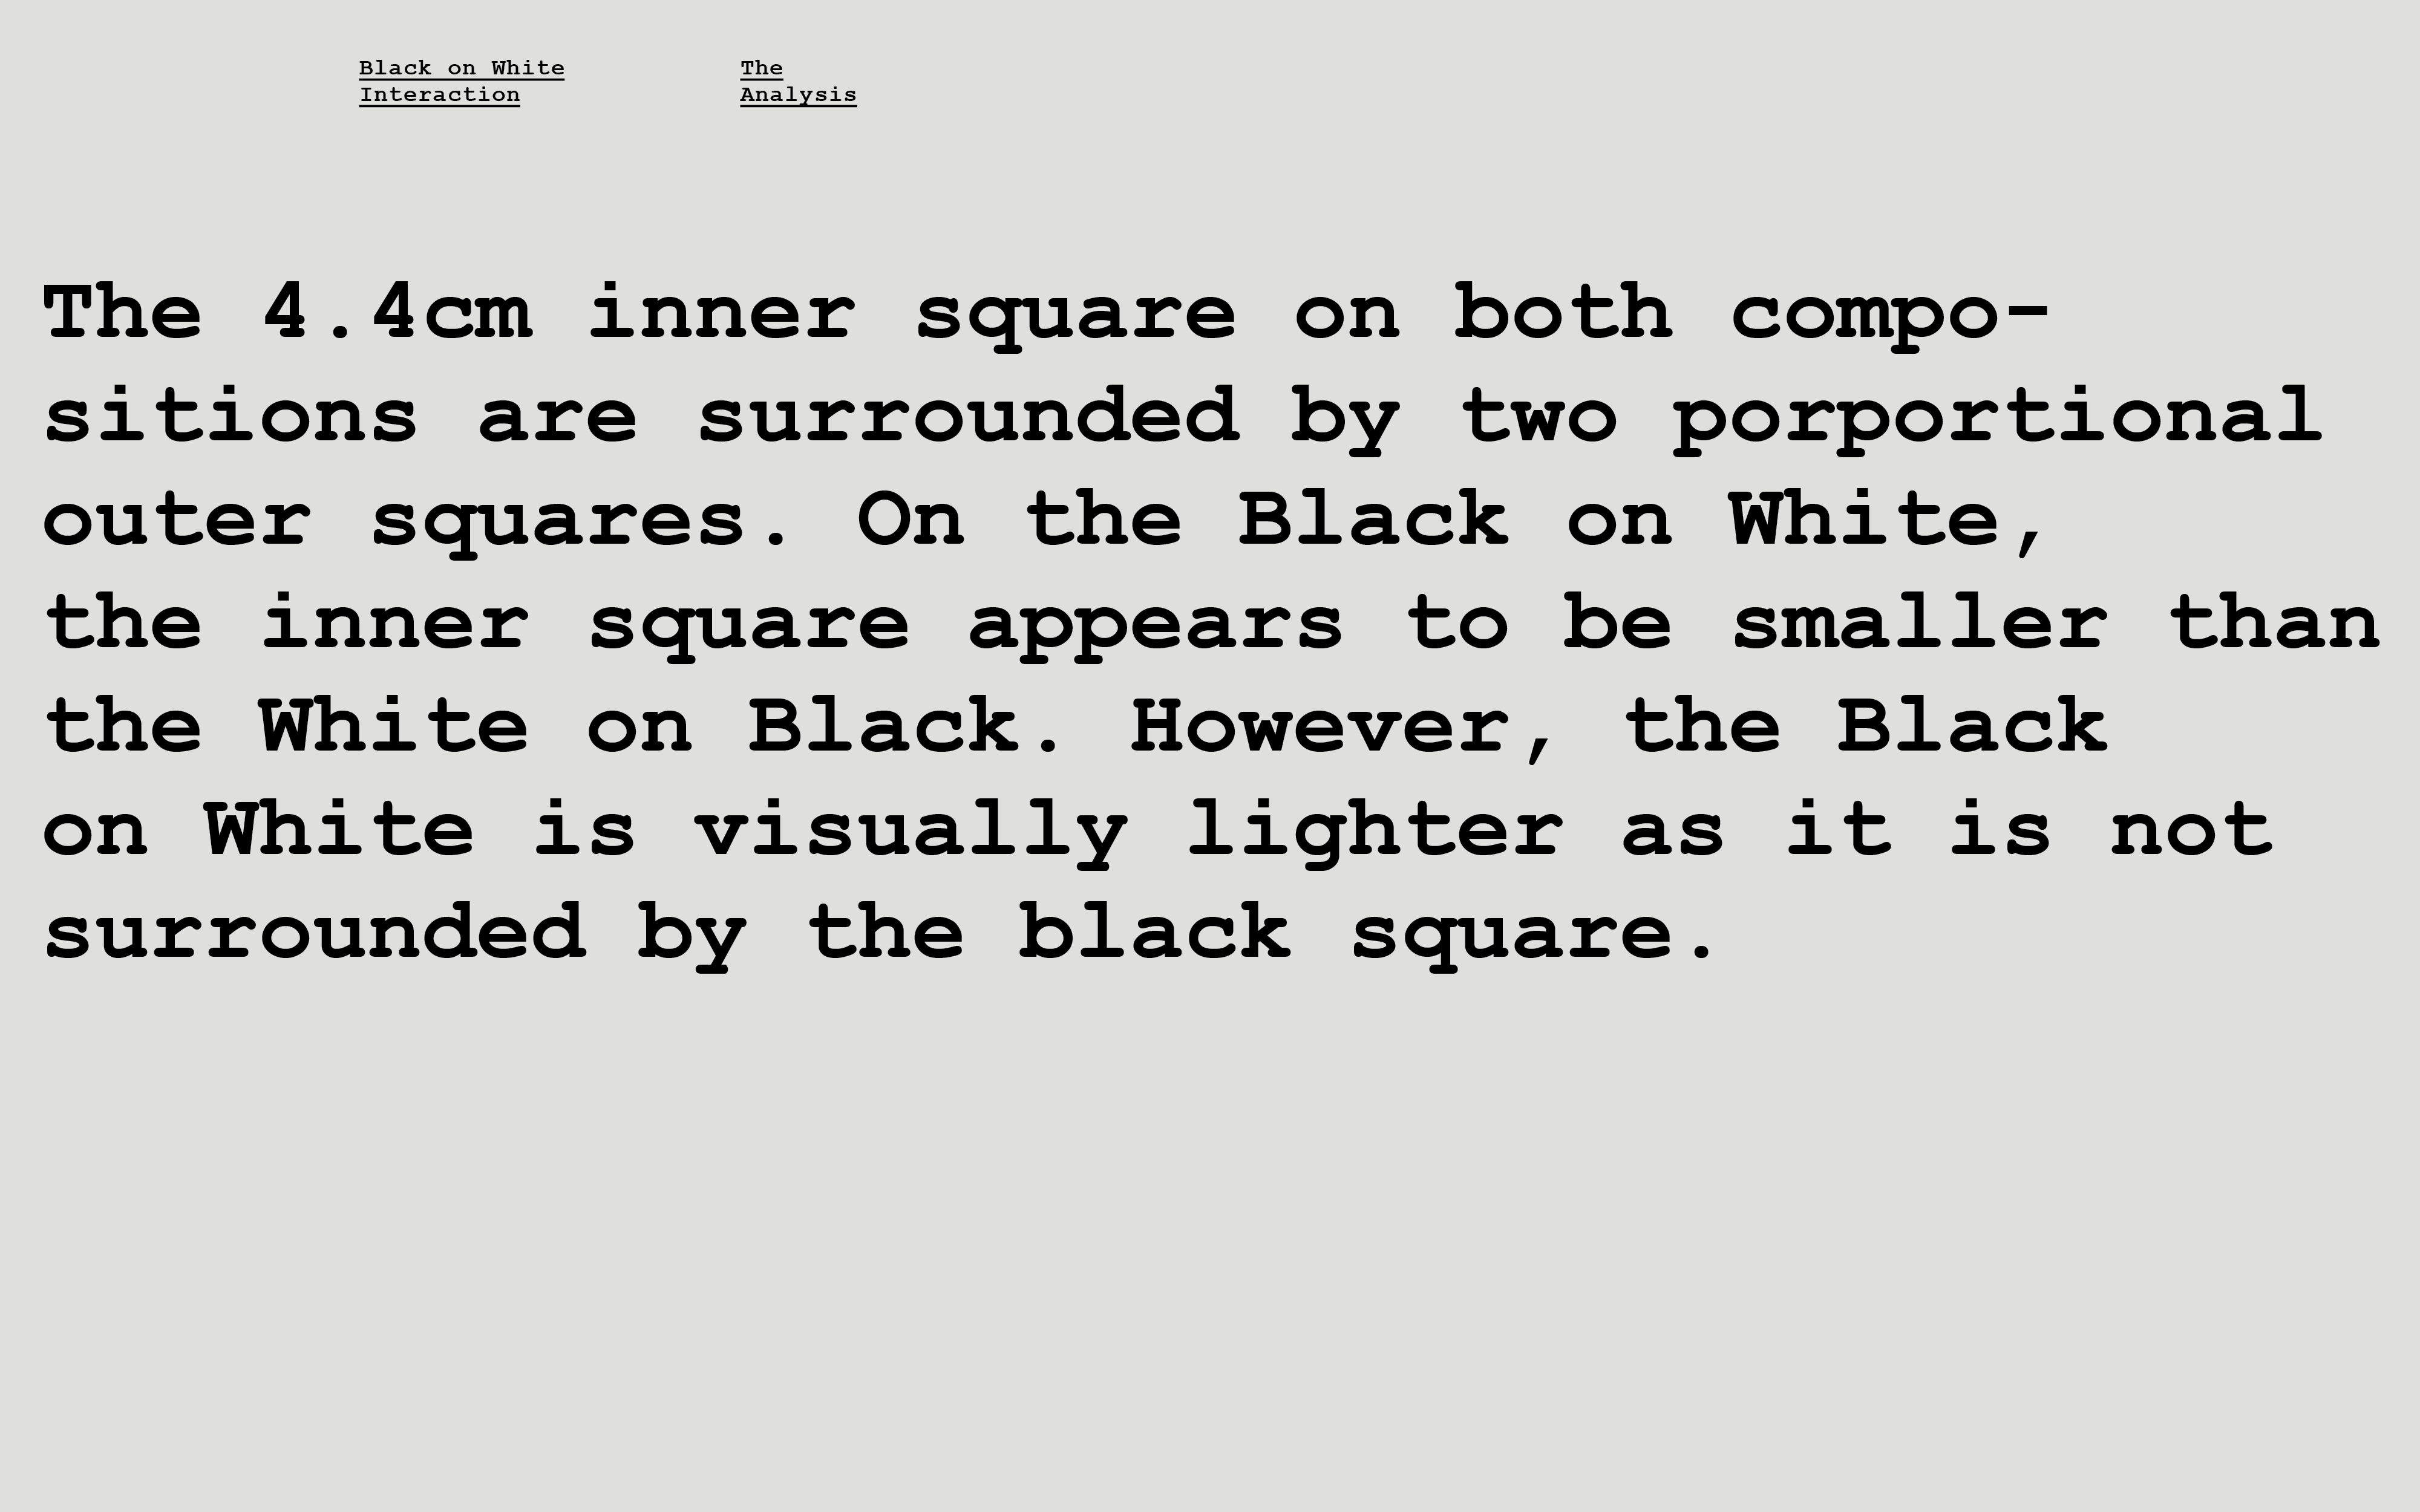 Black on White
Interaction
The
Analysis
The 4.4cm inner square on both compo-
sitions are surrounded by two porportional
outer squares. On the Black on White,
the inner square appears to be smaller than
the White on Black. However, the Black
on White is visually lighter as it is not
surrounded by the black square.